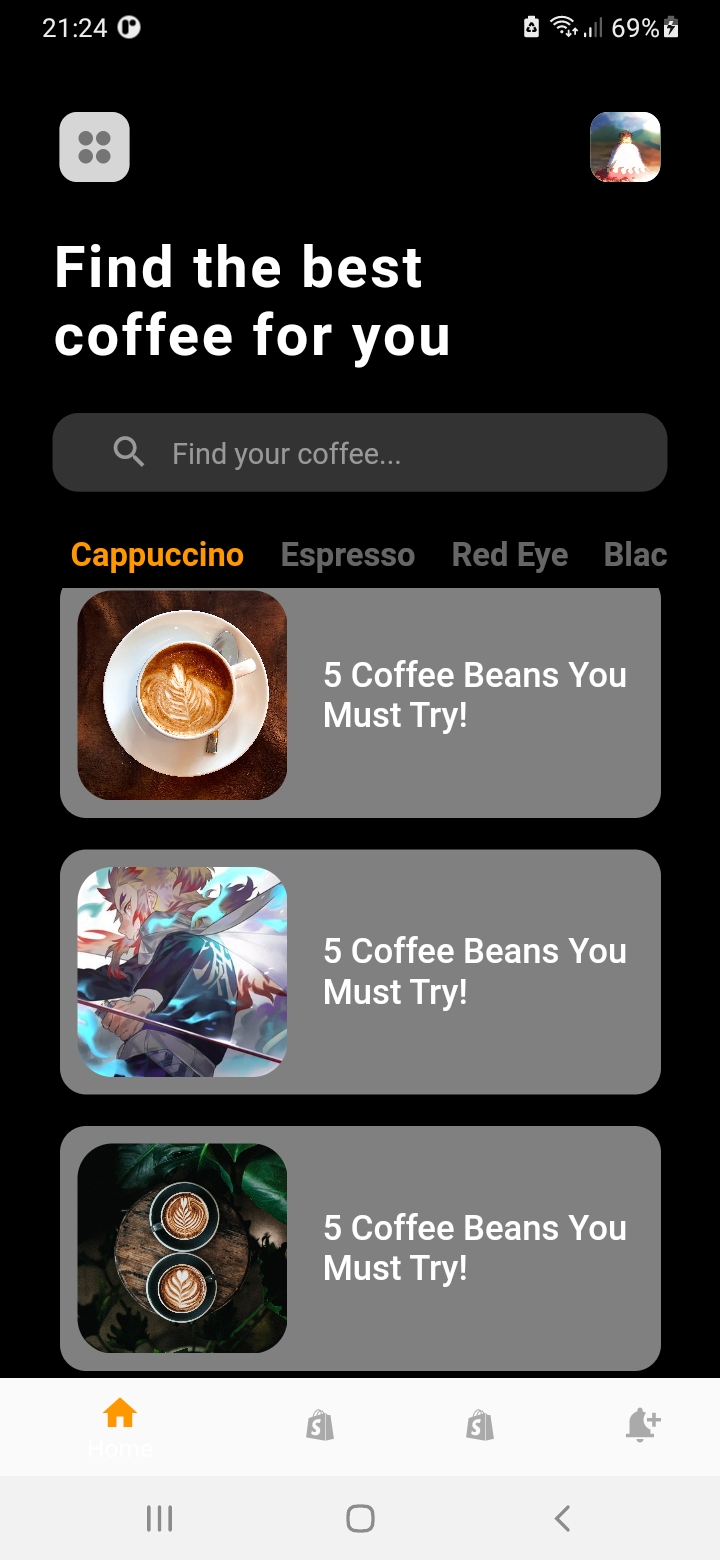 21:24
69%
Find the best
coffee for you
Find your coffee...
Cappuccino Espresso Red Eye Blac
5 Coffee Beans You
Must Try!
5 Coffee Beans You
Must Try!
5 Coffee Beans You
Must Try!
Home